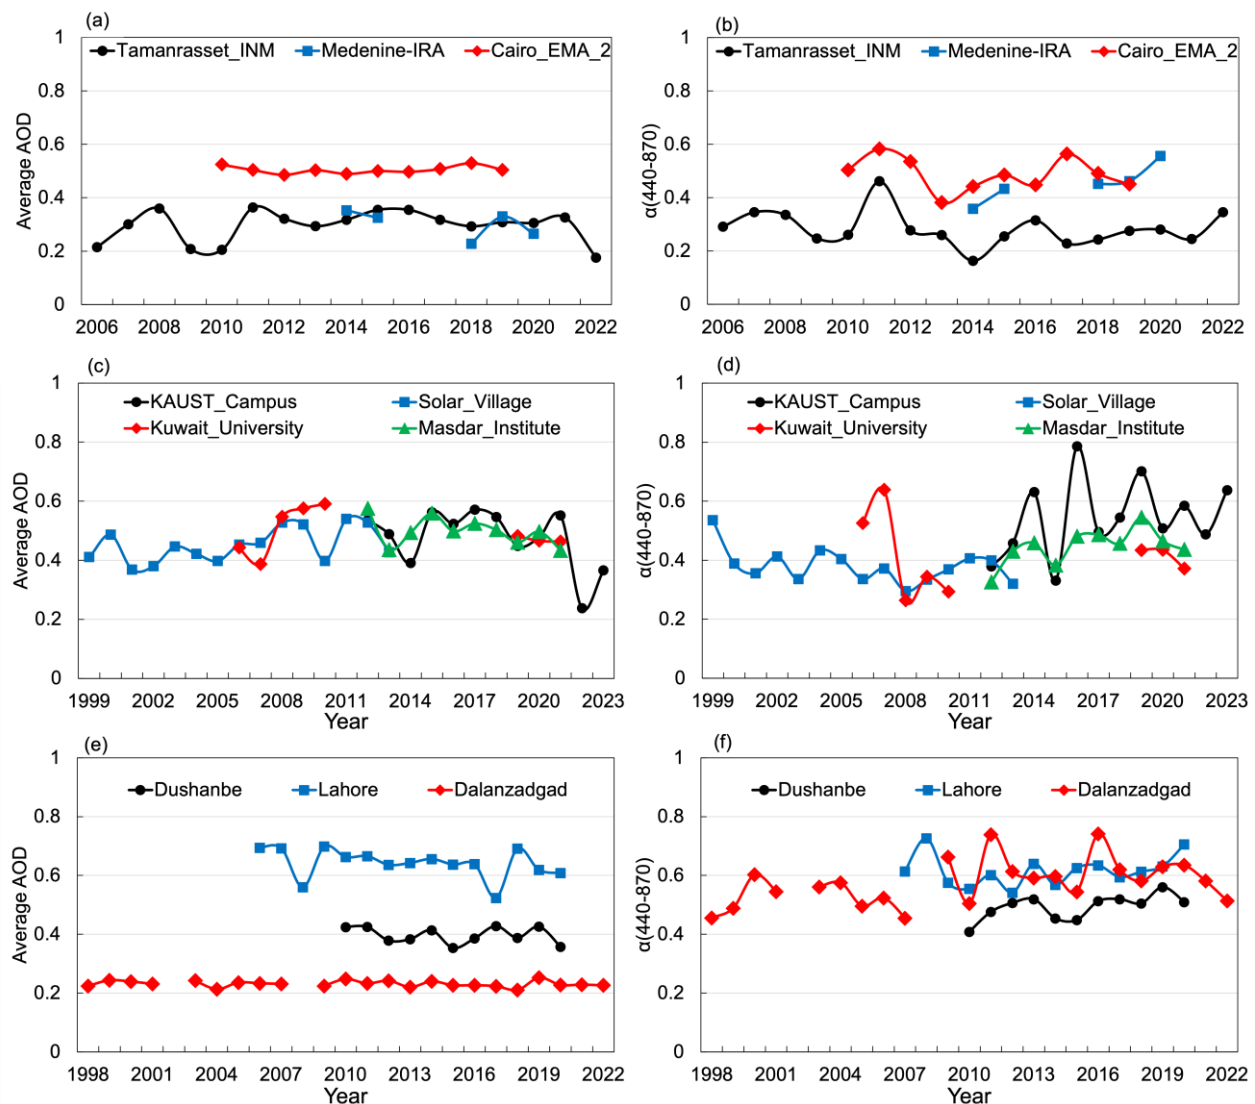 (a)
Tamanrasset_INM Medenine-IRA Cairo_EMA_2
Average AOD
1
0.8
0.6
0.4
0.2
0
2006 2008 2010 2012 2014 2016 2018 2020 2022
(b)
Tamanrasset_INM Medenine-IRA Cairo_EMA_2
α(440-870)
1
0.8
0.6
0.4
0.2
0
2006 2008 2010 2012 2014 2016 2018 2020 2022
(c)
KAUST_Campus Solar_Village
Kuwait_University Masdar_Institute
Average AOD
1
0.8
0.6
0.4
0.2
0
1999 2002 2005 2008 2011 2014 2017 2020 2023
Year
(d)
KAUST_Campus Solar_Village
Kuwait_University Masdar_Institute
α(440-870)
1
0.8
0.6
0.4
0.2
0
1999 2002 2005 2008 2011 2014 2017 2020 2023
Year
(e)
Dushanbe Lahore Dalanzadgad
Average AOD
1
0.8
0.6
0.4
0.2
0
1998 2001 2004 2007 2010 2013 2016 2019 2022
Year
(f)
Dushanbe Lahore Dalanzadgad
α(440-870)
1
0.8
0.6
0.4
0.2
0
1998 2001 2004 2007 2010 2013 2016 2019 2022
Year